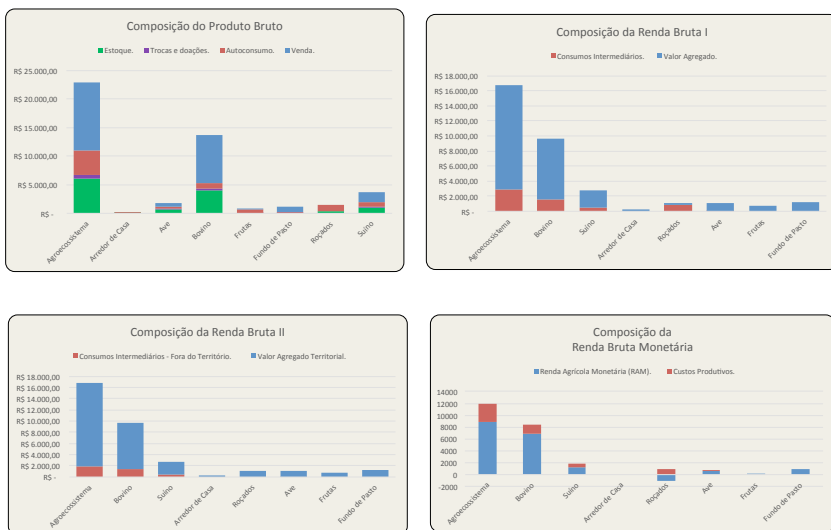 Composição do Produto Bruto
Estoque. Trocas e doações. Autoconsumo. Venda.
R$ 25.000,00
R$ 20.000,00
R$ 15.000,00
R$ 10.000,00
R$ 5.000,00
R$ -
Agroecossistema Arredor de Casa Ave Bovino Frutas Fundo de Pasto Roçados Suíno
Composição da Renda Bruta I
Consumos Intermediários. Valor Agregado.
R$ 18.000,00
R$ 16.000,00
R$ 14.000,00
R$ 12.000,00
R$ 10.000,00
R$ 8.000,00
R$ 6.000,00
R$ 4.000,00
R$ 2.000,00
R$ -
Agroecossistema Bovino Suíno Arredor de Casa Roçados Ave Frutas Fundo de Pasto
Composição da Renda Bruta II
Consumos Intermediários - Fora do Território. Valor Agregado Territorial.
R$ 18.000,00
R$ 16.000,00
R$ 14.000,00
R$ 12.000,00
R$ 10.000,00
R$ 8.000,00
R$ 6.000,00
R$ 4.000,00
R$ 2.000,00
R$ -
Agroecossistema Bovino Suíno Arredor de Casa Roçados Ave Frutas Fundo de Pasto
Composição da
Renda Bruta Monetária
Renda Agrícola Monetária (RAM). Custos Produtivos.
14000
12000
10000
8000
6000
4000
2000
0
-2000
Agroecossistema Bovino Suíno Arredor de Casa Roçados Ave Frutas Fundo de Pasto